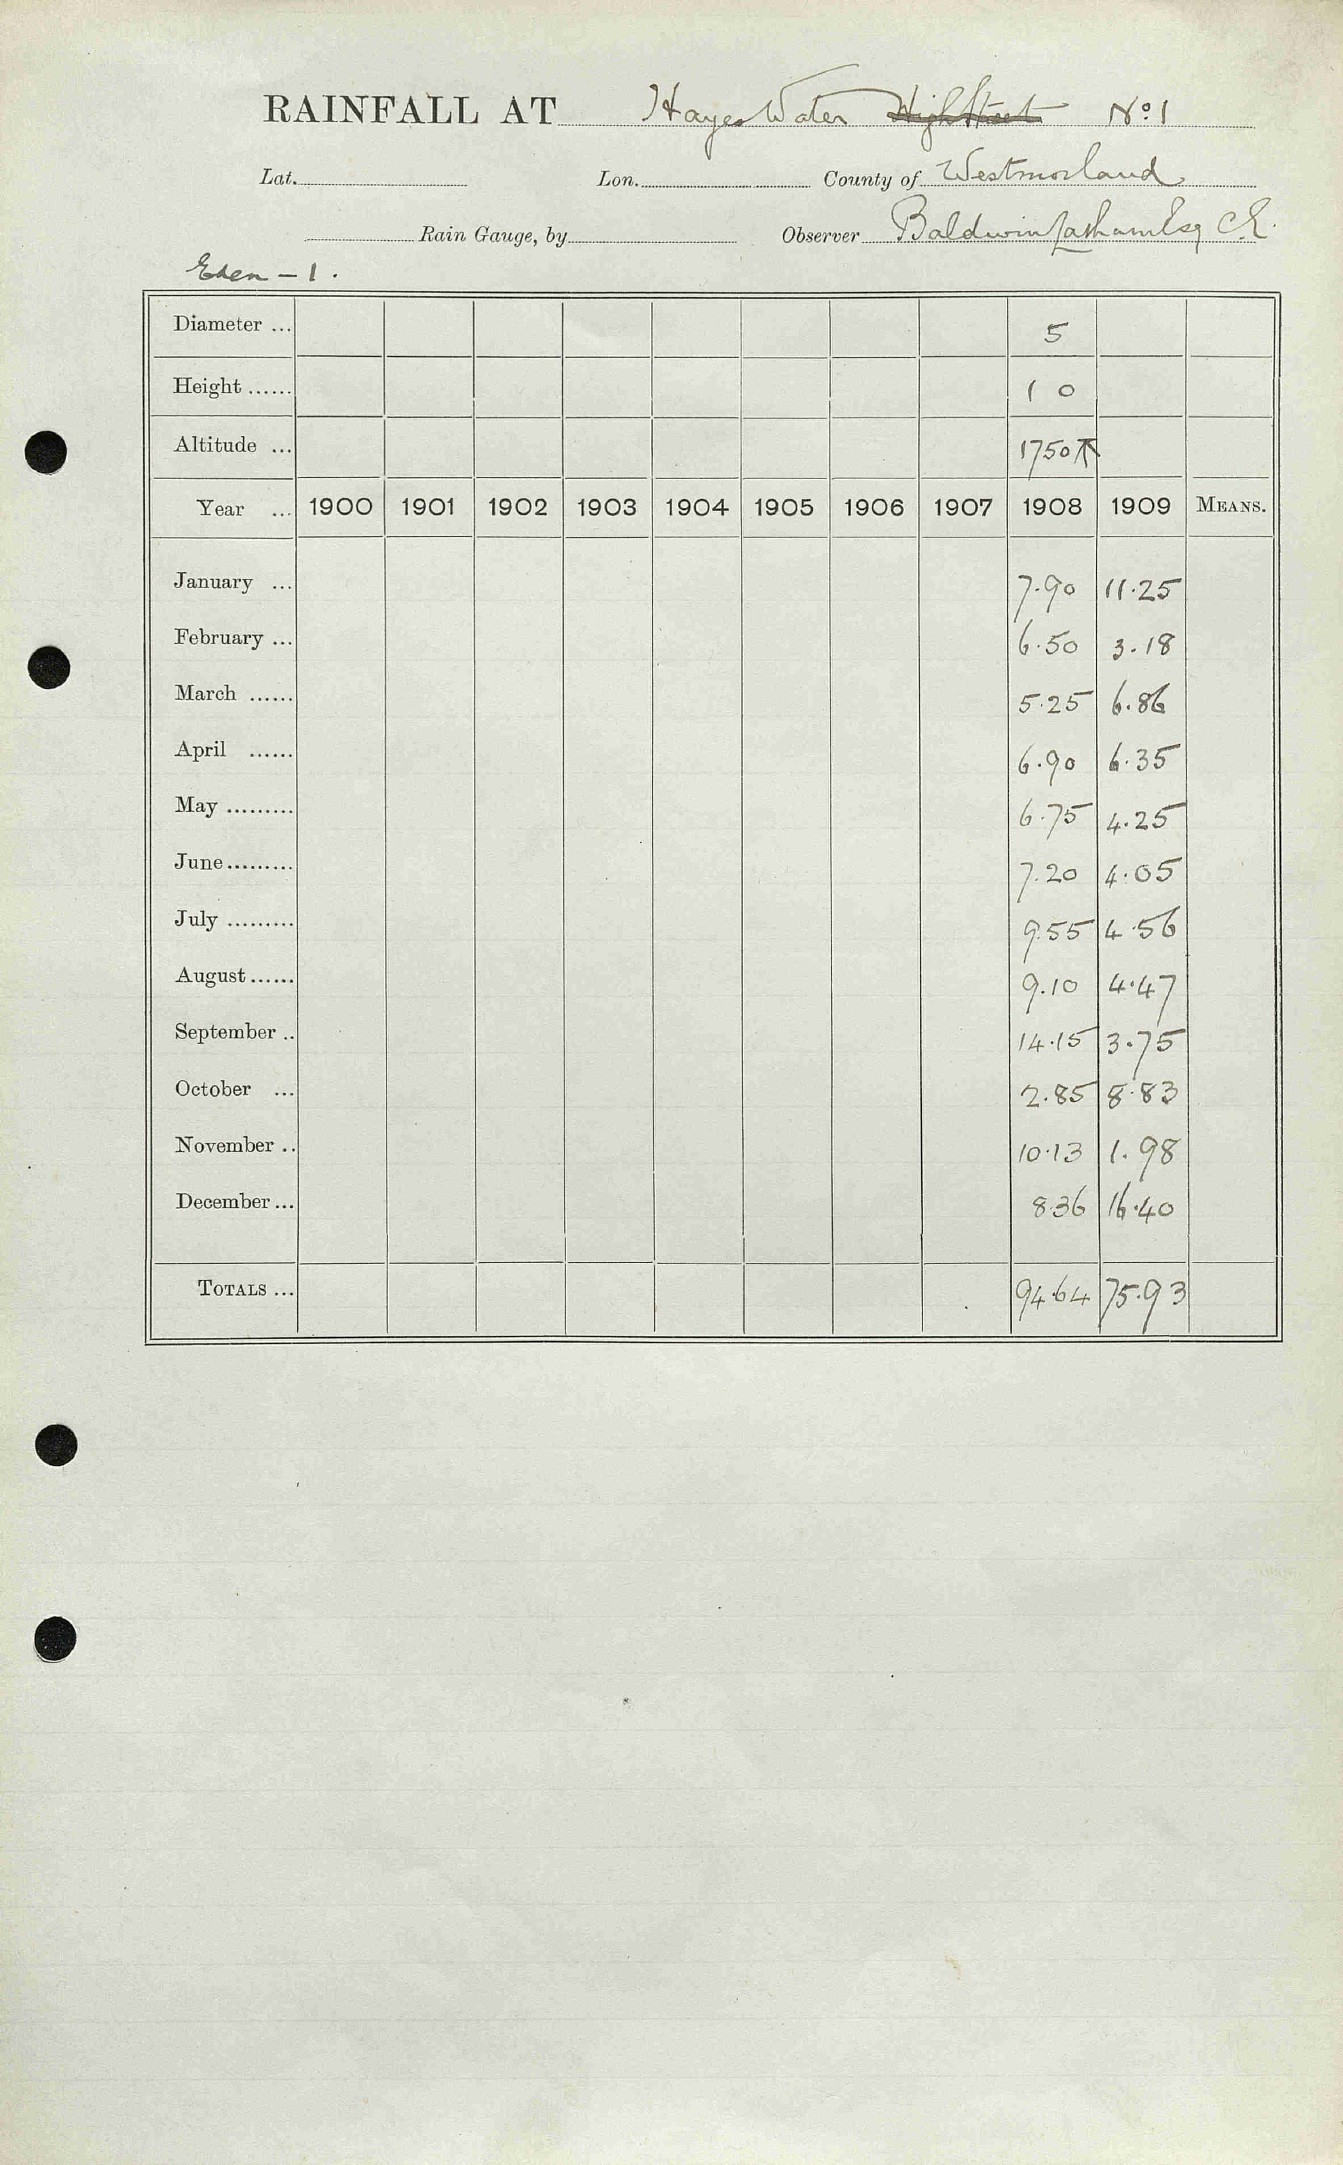 RAINFALL AT Hayes Water High Street No 1
Lat. Lon. County of Westmorland
Rain Gauge, by Observer Baldwin Latham Esq C.E.
Eden - 1.
Diameter ... 5
Height ...... 1 0
Altitude ... 1750
Year ... 1900 1901 1902 1903 1904 1905 1906 1907 1908 1909 MEANS.
January ... 7.90 11.25
February ... 6.50 3.18
March ...... 5.25 6.86
April ...... 6.90 6.35
May ......... 6.75 4.25
June ......... 7.20 4.05
July ......... 9.55 4.56
August ...... 9.10 4.47
September .. 14.15 3.75
October ... 2.85 8.83
November .. 10.13 1.98
December ... 8.36 16.40
TOTALS ... 94.64 75.93